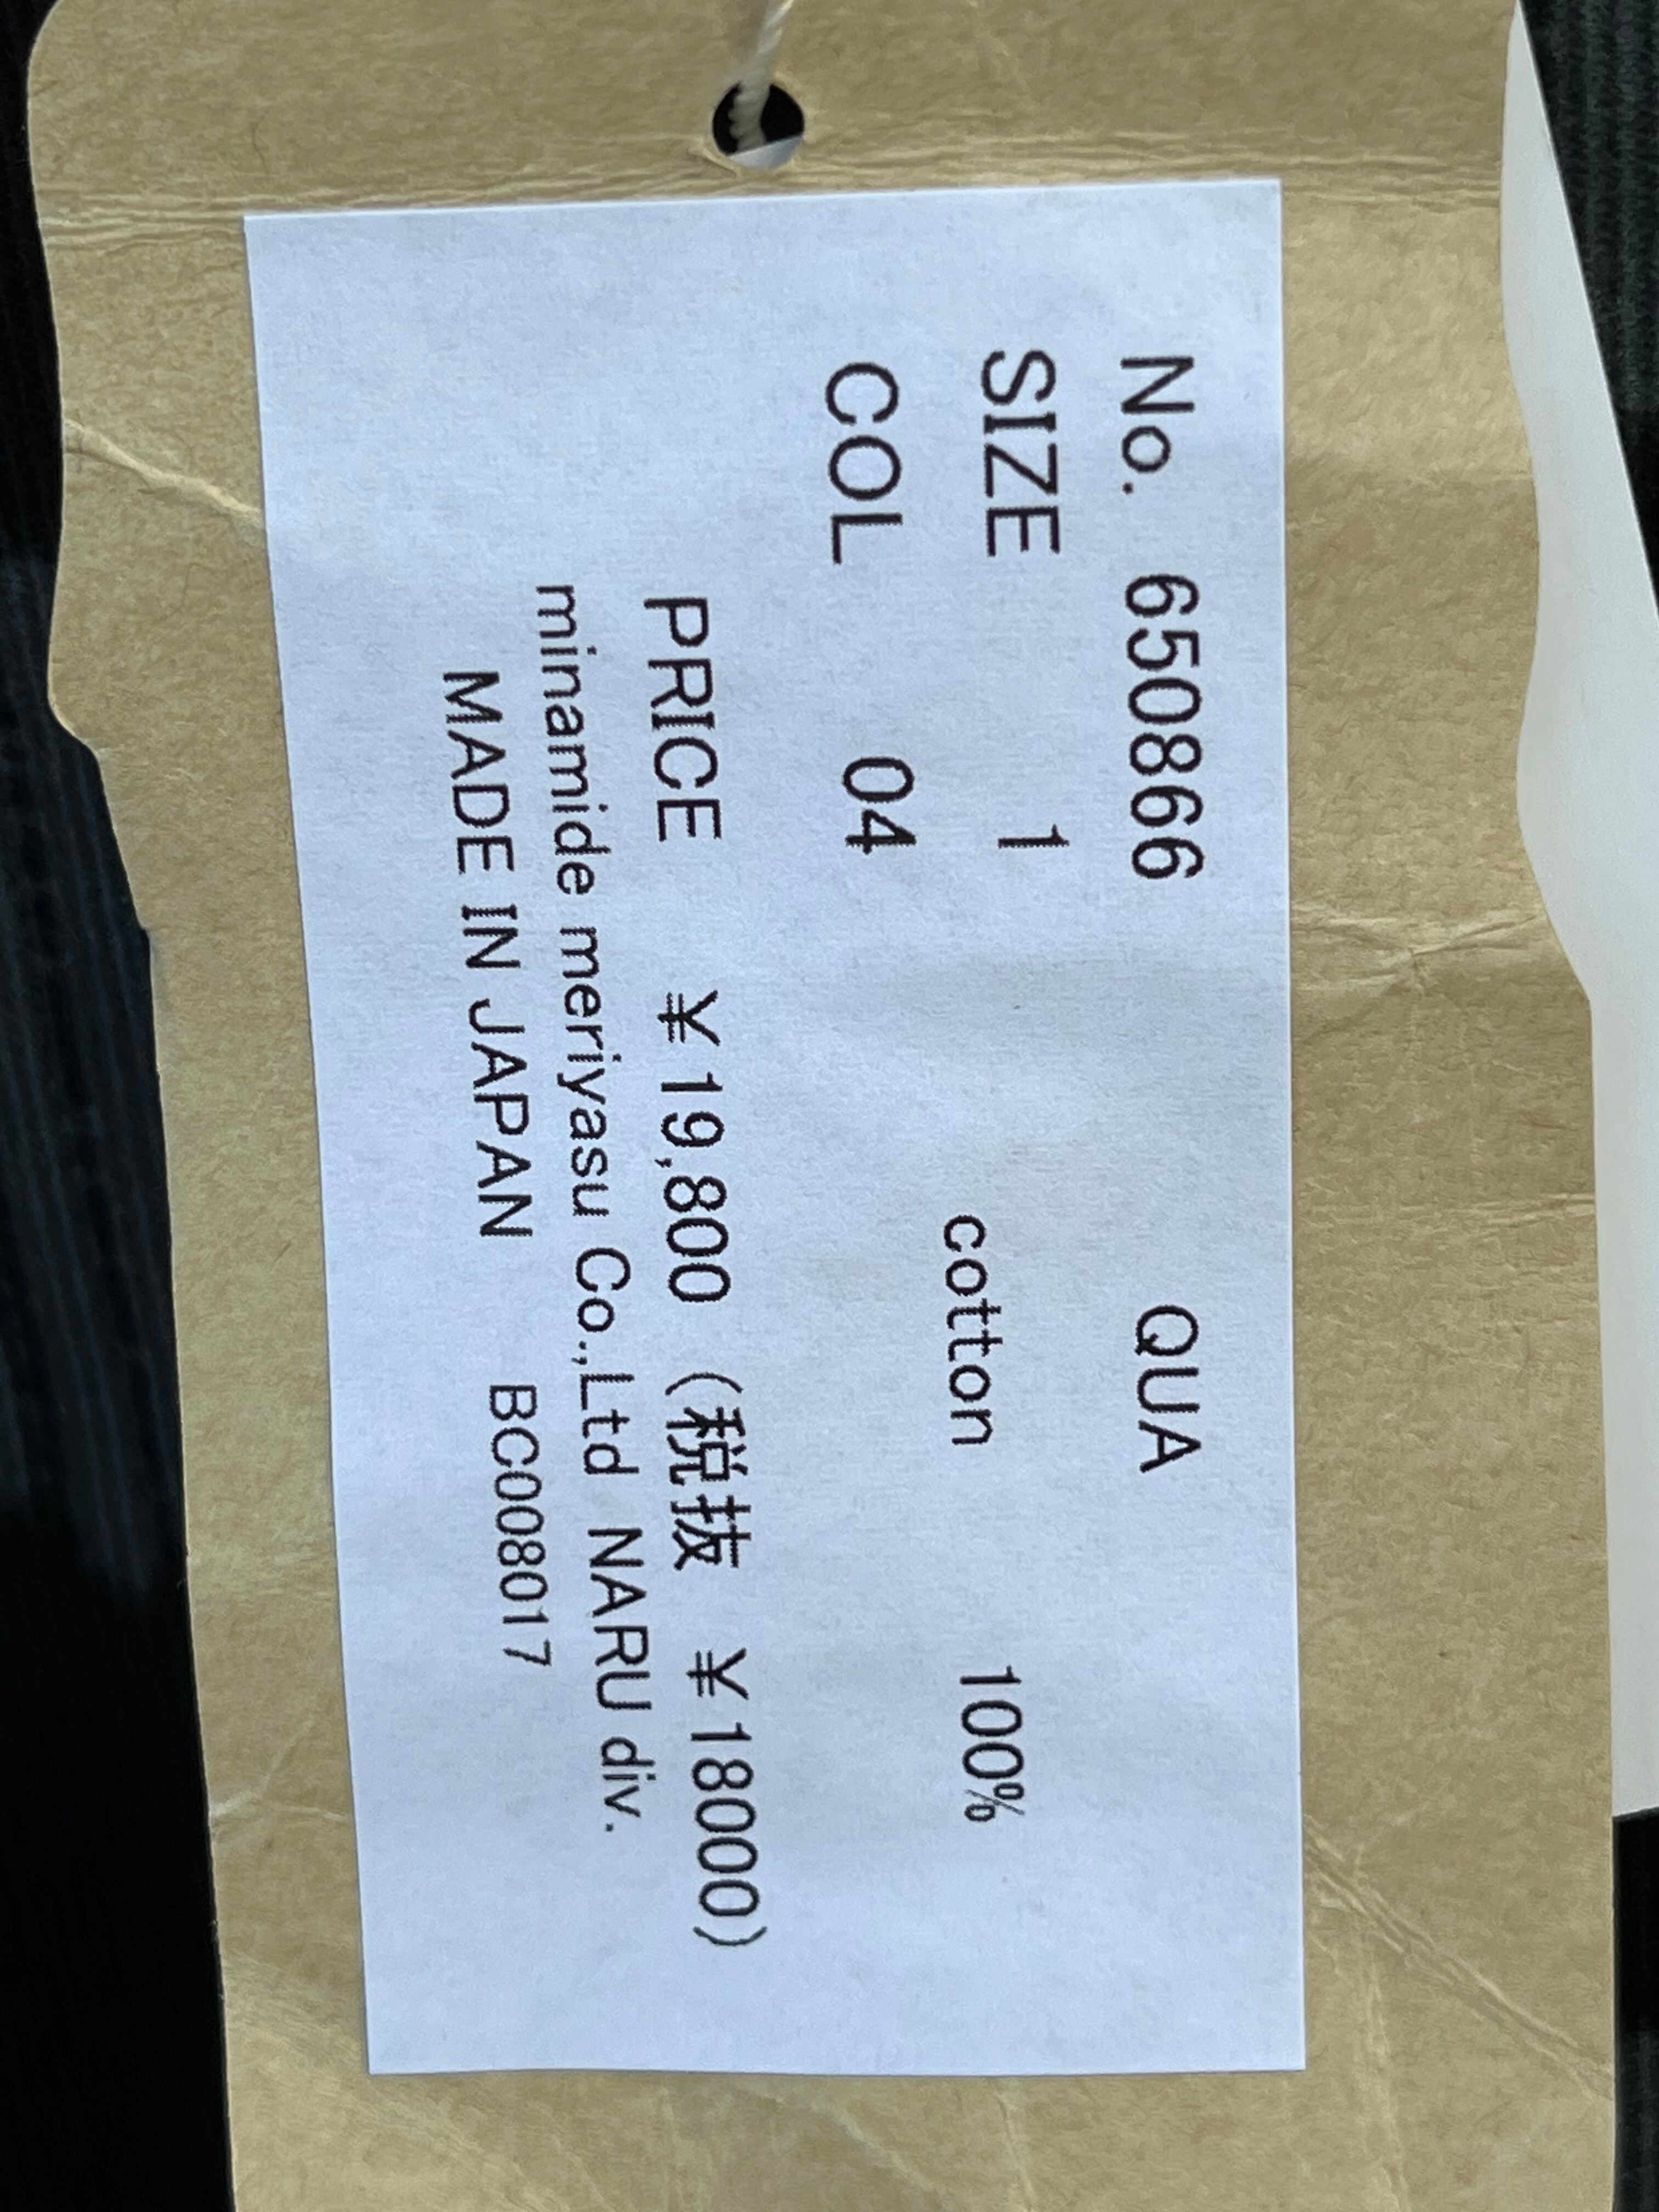 No. 650866 QUA
SIZE 1
cotton 100%
COL 04
PRICE ¥19,800 (税抜 ¥18000)
minamide meriyasu Co.,Ltd NARU div.
MADE IN JAPAN BC008017